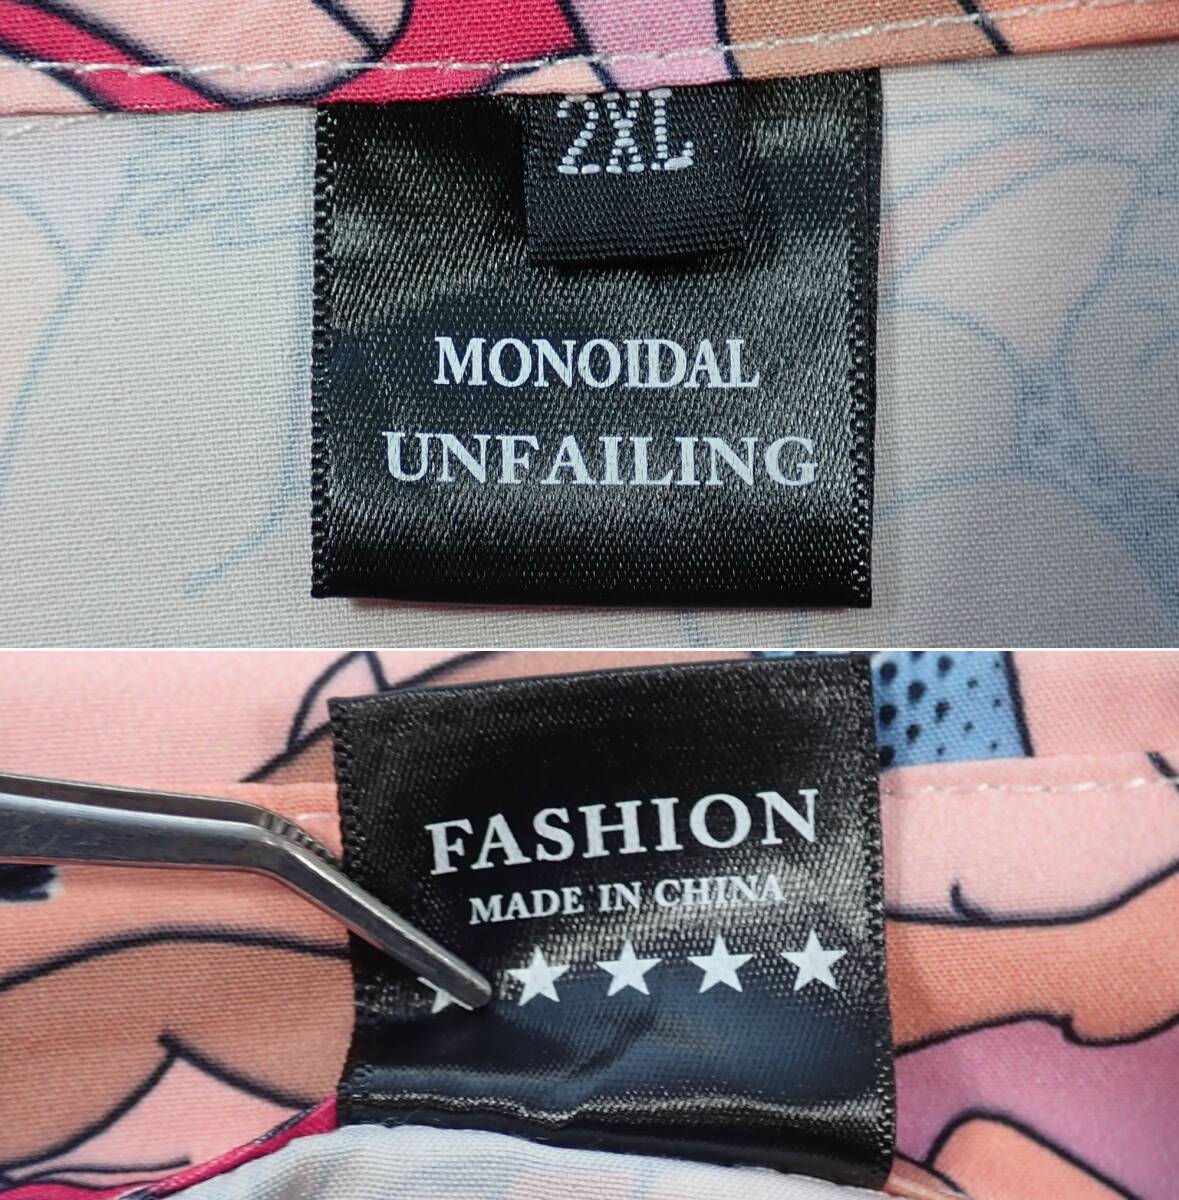 2XL
MONOIDAL
UNFAILING
FASHION
MADE IN CHINA